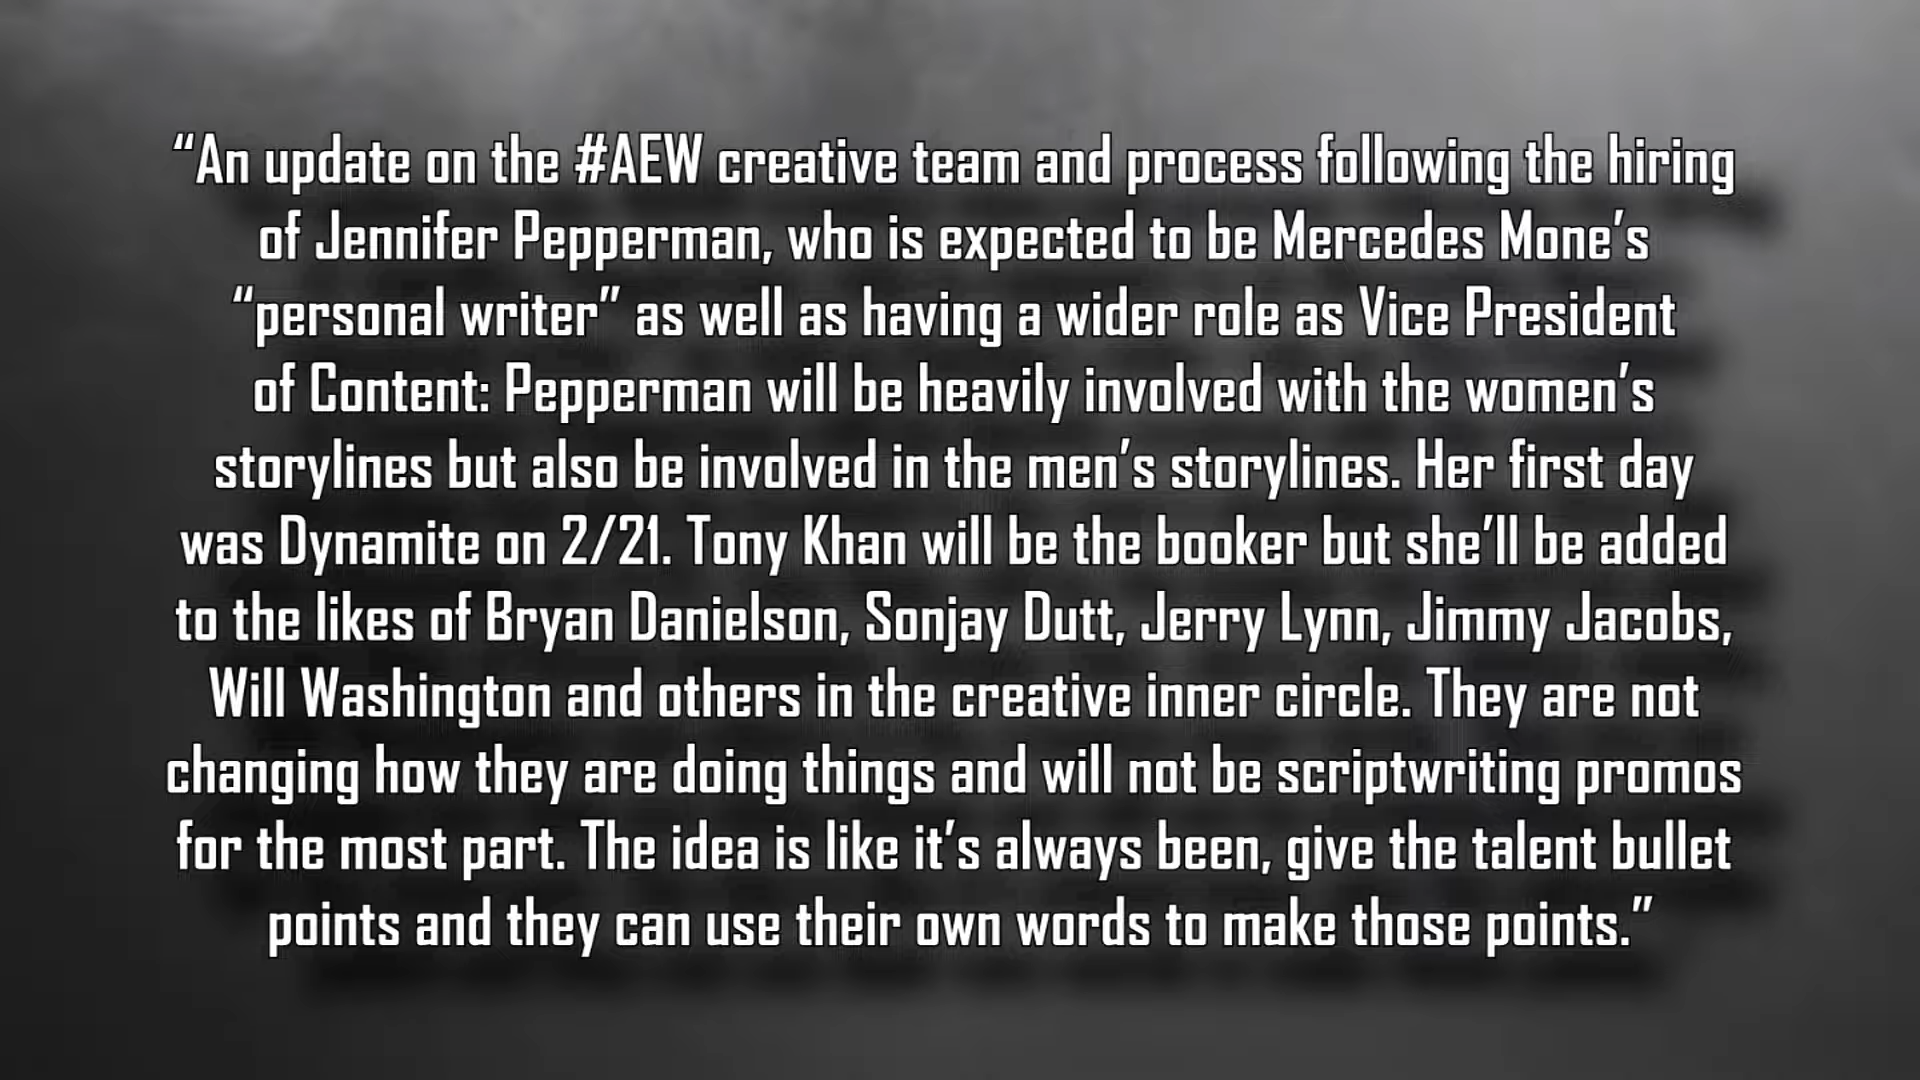 “An update on the #AEW creative team and process following the hiring
of Jennifer Pepperman, who is expected to be Mercedes Mone’s
“personal writer” as well as having a wider role as Vice President
of Content: Pepperman will be heavily involved with the women’s
storylines but also be involved in the men’s storylines. Her first day
was Dynamite on 2/21. Tony Khan will be the booker but she’ll be added
to the likes of Bryan Danielson, Sonjay Dutt, Jerry Lynn, Jimmy Jacobs,
Will Washington and others in the creative inner circle. They are not
changing how they are doing things and will not be scriptwriting promos
for the most part. The idea is like it’s always been, give the talent bullet
points and they can use their own words to make those points.”